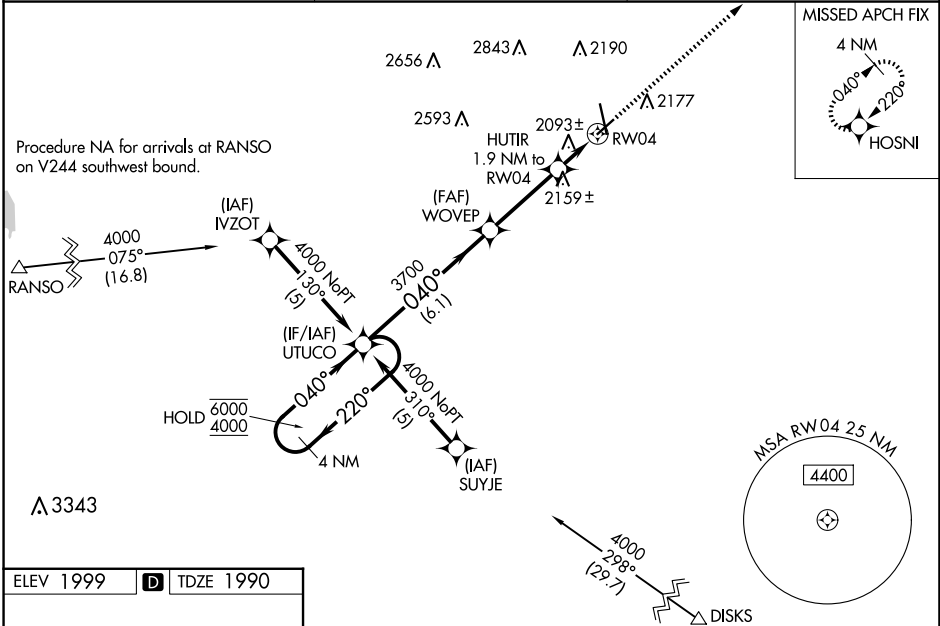 MISSED APCH FIX
4 NM
040°
220°
HOSNI
2656
2843
2190
2593
2177
2093±
RW04
HUTIR
1.9 NM to
RW04
2159±
Procedure NA for arrivals at RANSO
on V244 southwest bound.
(FAF)
WOVEP
(IAF)
IVZOT
4000
075°
(16.8)
RANSO
4000 NoPT
130°
(5)
3700
040°
(6.1)
(IF/IAF)
UTUCO
040°
220°
HOLD 6000
4000
4 NM
4000 NoPT
310°
(5)
(IAF)
SUYJE
MSA RW04 25 NM
4400
3343
4000
298°
(29.7)
DISKS
ELEV 1999 D TDZE 1990